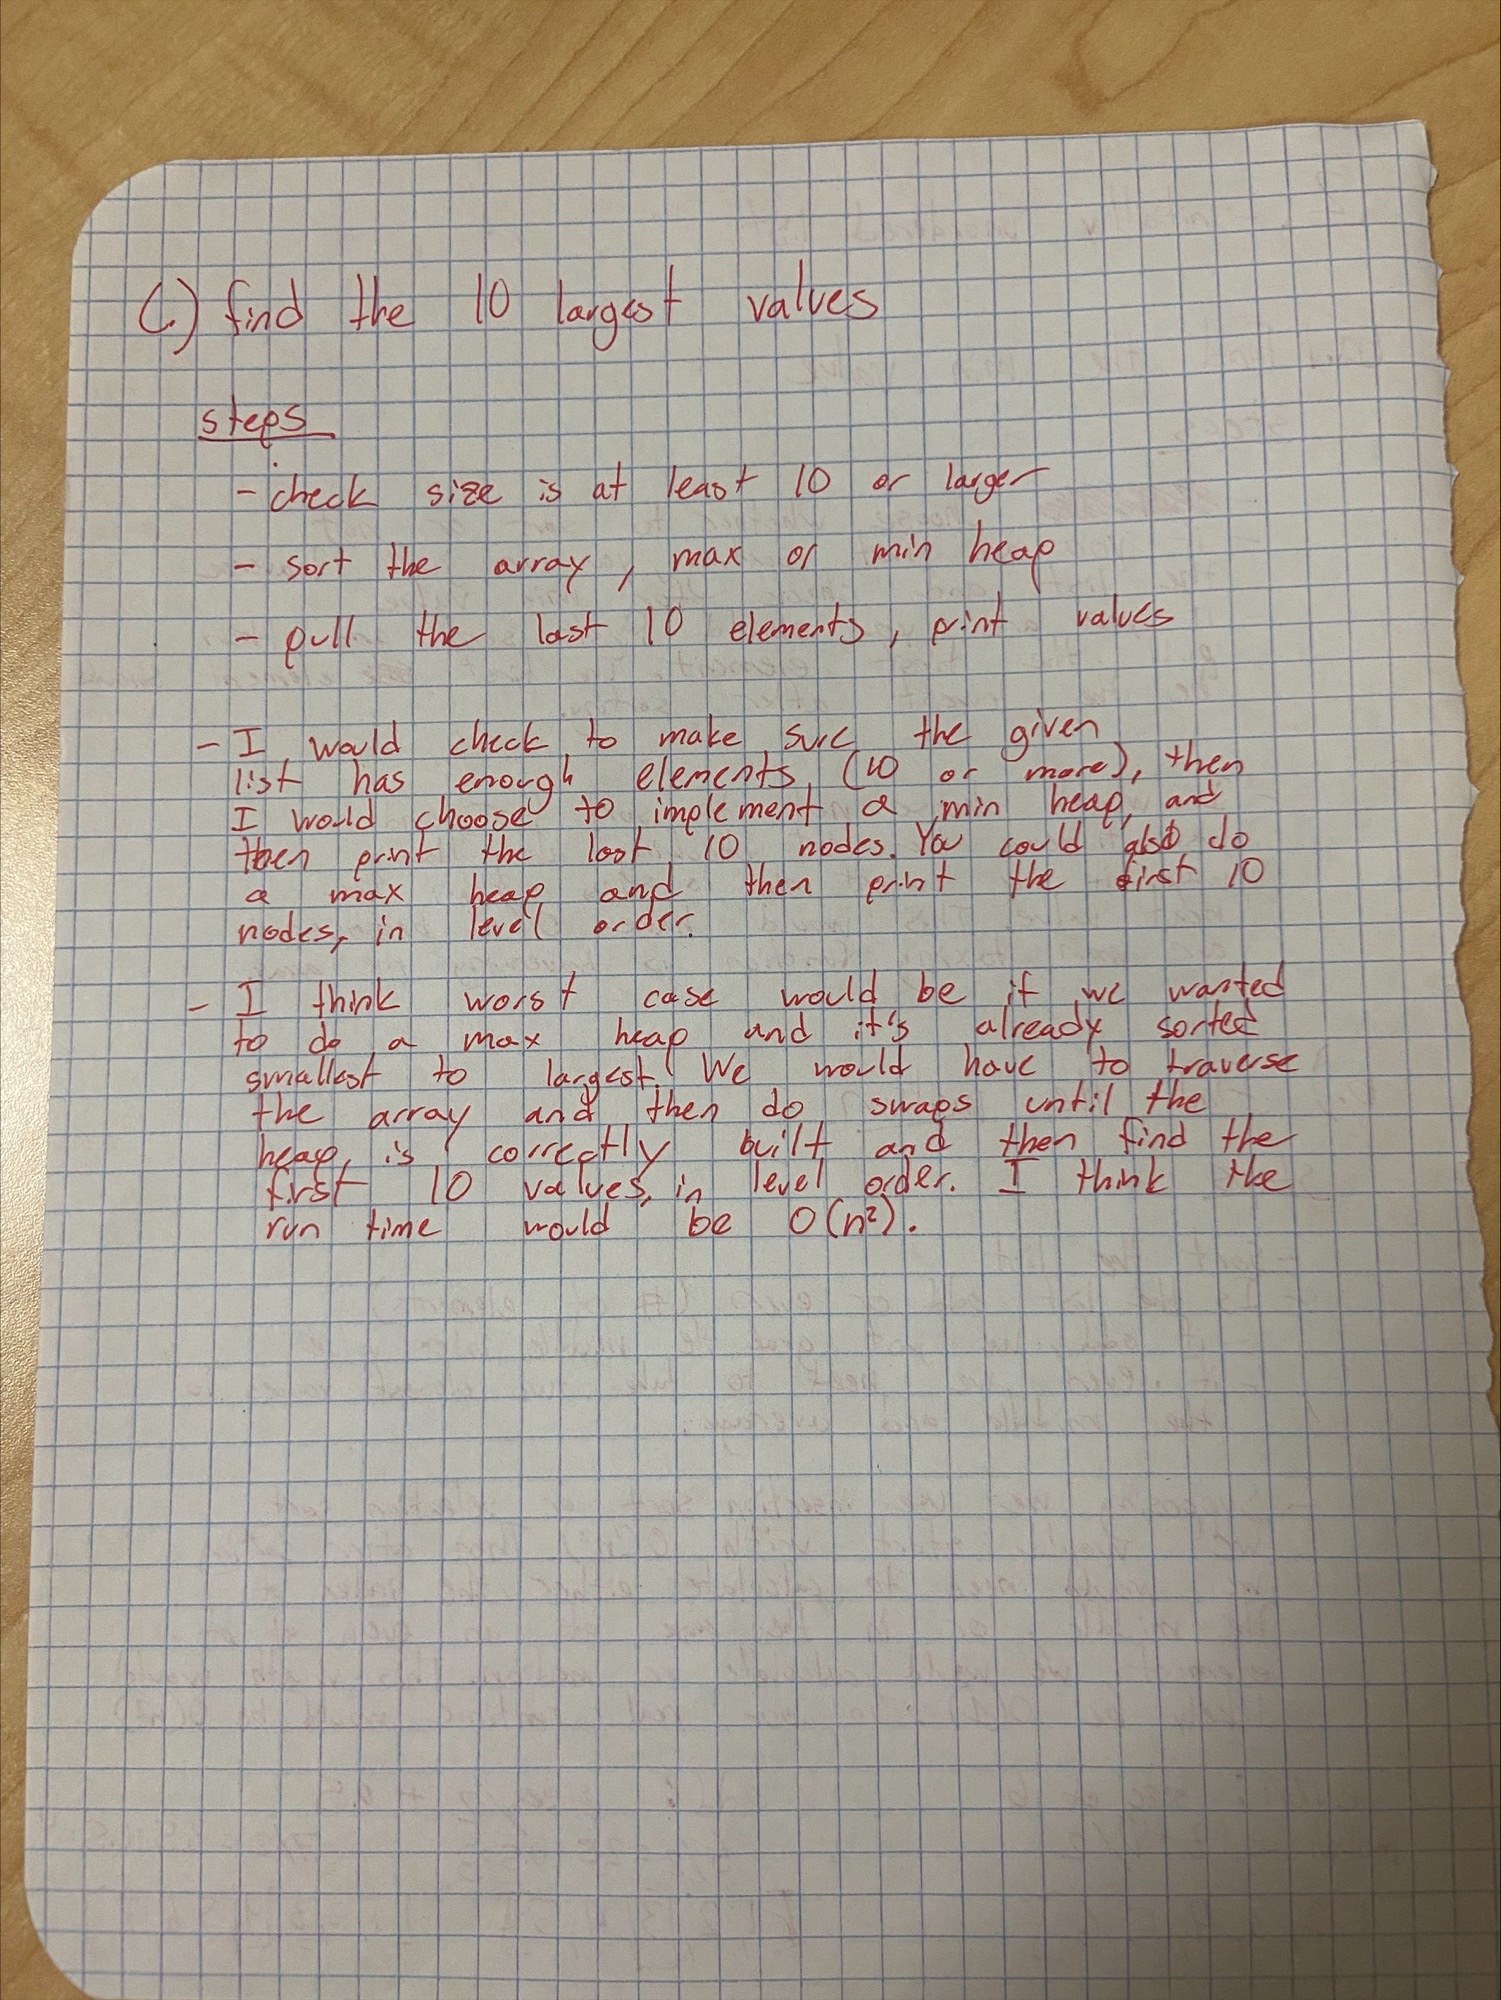 C.) find the 10 largest values
steps
- check size is at least 10 or larger
- sort the array, max or min heap
- pull the last 10 elements, print values
- I would check to make sure the given
list has enough elements (10 or more), then
I would choose to implement a min heap, and
then print the last 10 nodes. You could also do
a max heap and then print the first 10
nodes, in level order.
- I think worst case would be if we wanted
to do a max heap and it's already sorted
smallest to largest. We would have to traverse
the array and then do swaps until the
heap, is correctly built and then find the
first 10 values, in level order. I think the
run time would be O(n²).